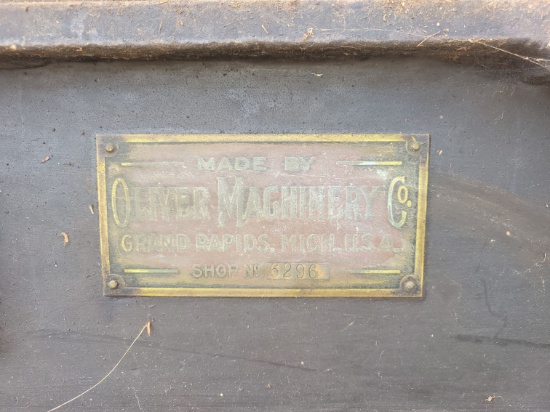 MADE BY
OLIVER MACHINERY CO.
GRAND RAPIDS, MICH., U.S.A.
SHOP No 3296